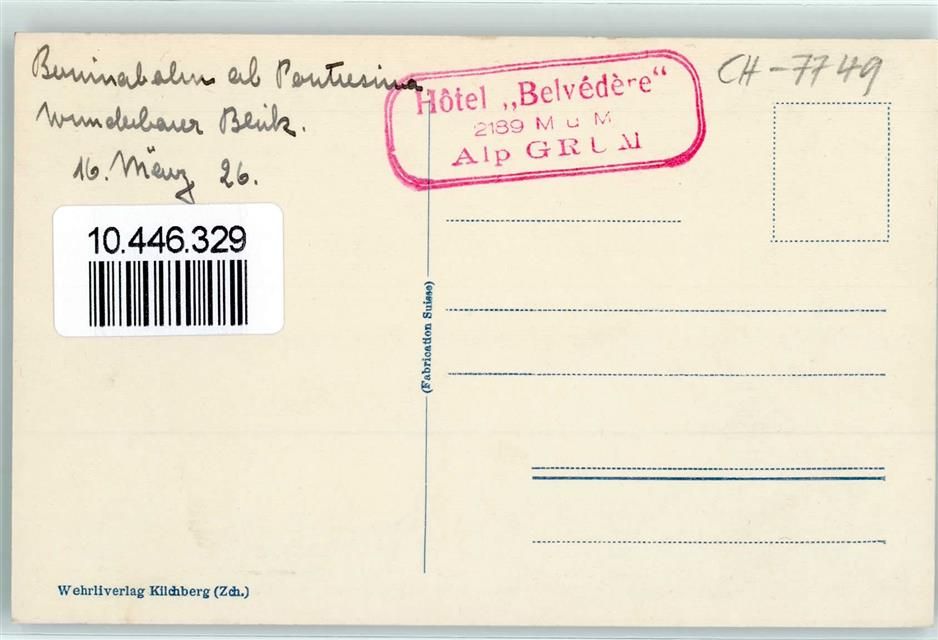 Berninabahn ab Pontresina
Wunderbarer Blick.
16. März 26.
Hôtel „Belvédère“
2189 M ü M
Alp GRÜM
CH-7749
10.446.329
(Fabrication Suisse)
Wehrliverlag Kilchberg (Zch.)